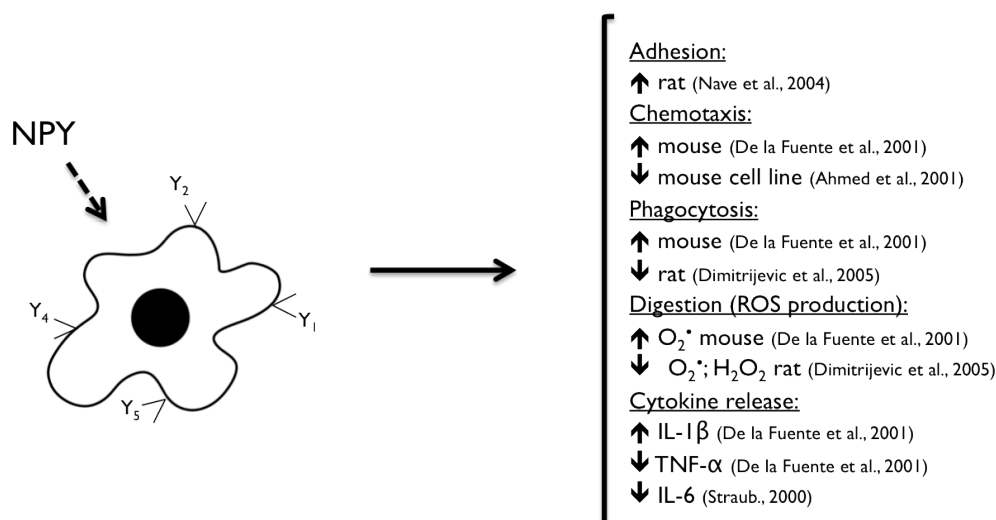 NPY
Y2
Y4
Y1
Y5
Adhesion:
↑ rat (Nave et al., 2004)
Chemotaxis:
↑ mouse (De la Fuente et al., 2001)
↓ mouse cell line (Ahmed et al., 2001)
Phagocytosis:
↑ mouse (De la Fuente et al., 2001)
↓ rat (Dimitrijevic et al., 2005)
Digestion (ROS production):
↑ O₂• mouse (De la Fuente et al., 2001)
↓ O₂•; H₂O₂ rat (Dimitrijevic et al., 2005)
Cytokine release:
↑ IL-1β (De la Fuente et al., 2001)
↓ TNF-α (De la Fuente et al., 2001)
↓ IL-6 (Straub., 2000)